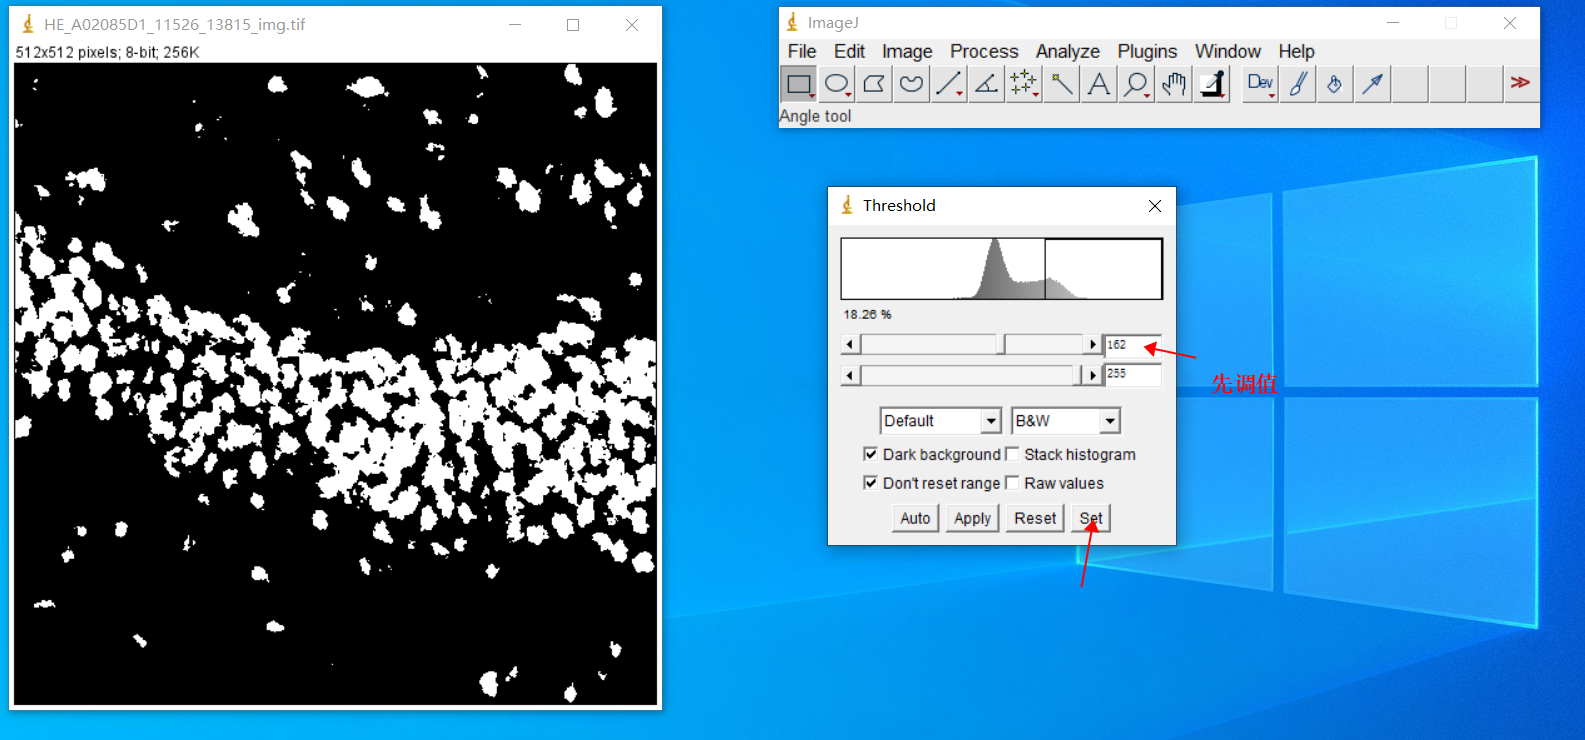 HE_A02085D1_11526_13815_img.tif
512x512 pixels; 8-bit; 256K
ImageJ
File Edit Image Process Analyze Plugins Window Help
A Dev ≫
Angle tool
Threshold
18.26 %
162
255
先调值
Default B&W
Dark background Stack histogram
Don't reset range Raw values
Auto Apply Reset Set